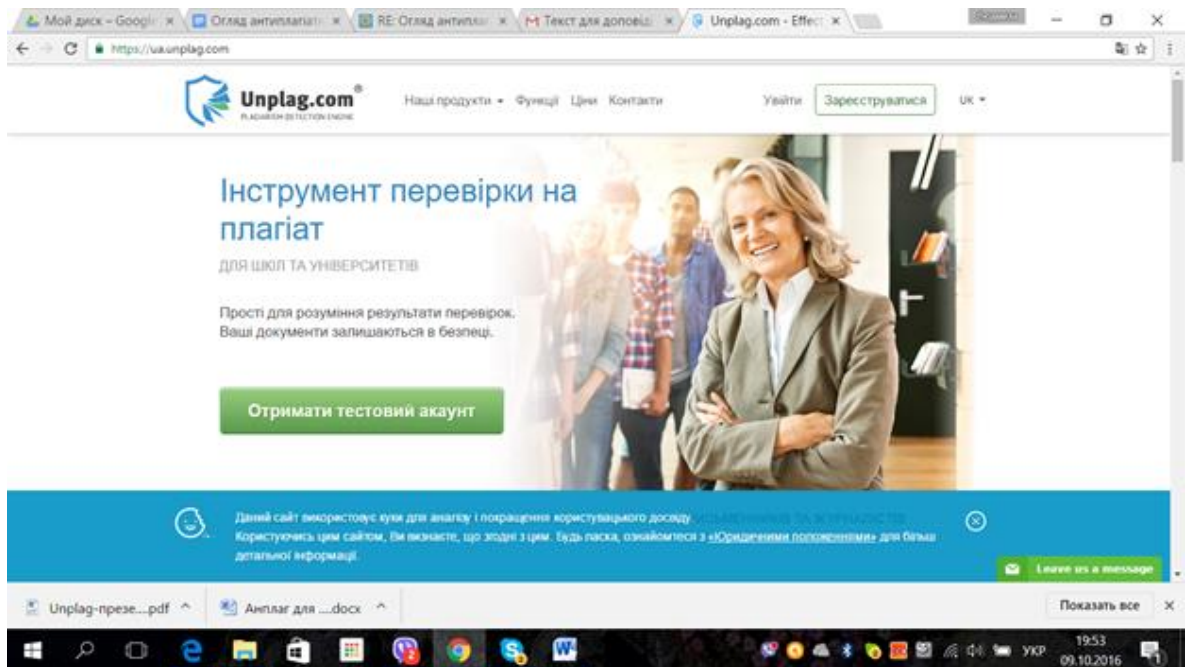 Мой диск – Google
Огляд антиплагіат
RE: Огляд антиплаг
Текст для доповід
Unplag.com - Effect
https://ua.unplag.com
Unplag.com®
PLAGIARISM DETECTION ENGINE
Наші продукти Функції Ціни Контакти
Увійти Зареєструватися UK
Інструмент перевірки на
плагіат
ДЛЯ ШКІЛ ТА УНІВЕРСИТЕТІВ
Прості для розуміння результати перевірок.
Ваші документи залишаються в безпеці.
Отримати тестовий акаунт
Даний сайт використовує куки для аналізу і покращення користувацького досвіду.
Користуючись цим сайтом, Ви визнаєте, що згодні з цим. Будь ласка, ознайомтеся з «Юридичними положеннями» для більш
детальної інформації.
Leave us a message
Unplag-презе....pdf
Анплаг для ....docx
Показать все
УКР
19:53
09.10.2016